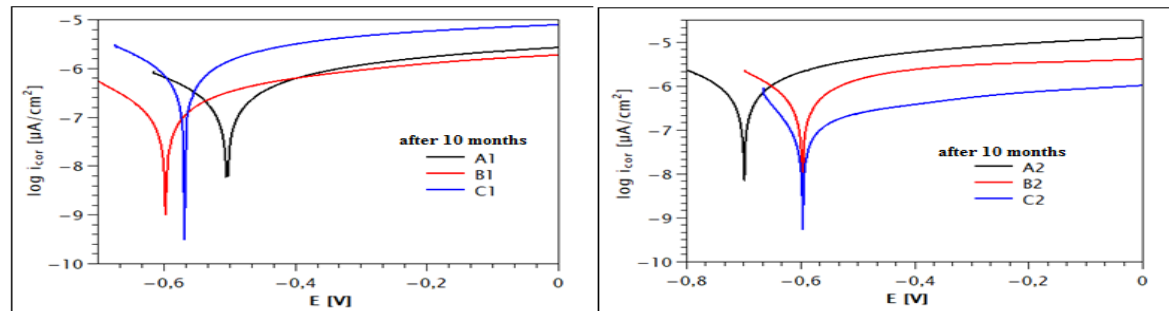 −5
−6
−7
−8
−9
−10
log icor [µA/cm²]
after 10 months
A1
B1
C1
−0,6
−0,4
−0,2
0
E [V]
−5
−6
−7
−8
−9
−10
log icor [µA/cm²]
after 10 months
A2
B2
C2
−0,8
−0,6
−0,4
−0,2
0
E [V]